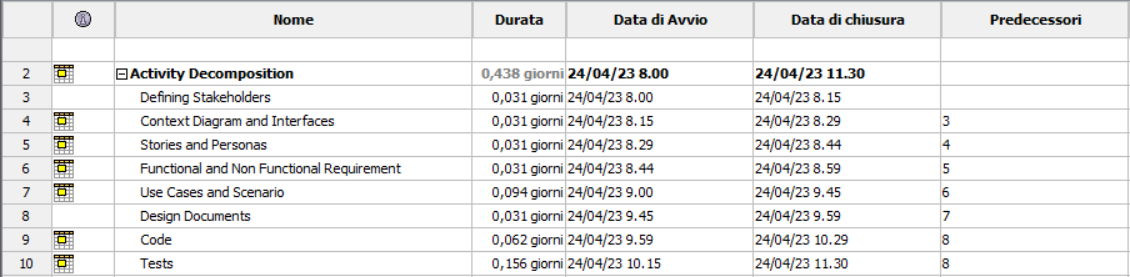 Nome Durata Data di Avvio Data di chiusura Predecessori
2 Activity Decomposition 0,438 giorni 24/04/23 8.00 24/04/23 11.30
3 Defining Stakeholders 0,031 giorni 24/04/23 8.00 24/04/23 8.15
4 Context Diagram and Interfaces 0,031 giorni 24/04/23 8.15 24/04/23 8.29 3
5 Stories and Personas 0,031 giorni 24/04/23 8.29 24/04/23 8.44 4
6 Functional and Non Functional Requirement 0,031 giorni 24/04/23 8.44 24/04/23 8.59 5
7 Use Cases and Scenario 0,094 giorni 24/04/23 9.00 24/04/23 9.45 6
8 Design Documents 0,031 giorni 24/04/23 9.45 24/04/23 9.59 7
9 Code 0,062 giorni 24/04/23 9.59 24/04/23 10.29 8
10 Tests 0,156 giorni 24/04/23 10.15 24/04/23 11.30 8